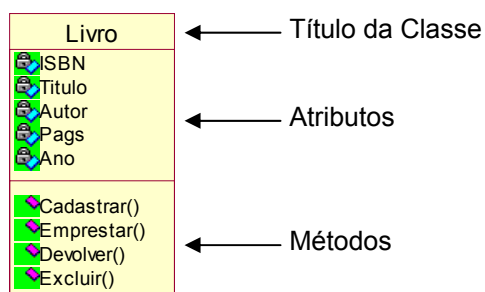 Livro
Título da Classe
ISBN
Titulo
Autor
Atributos
Pags
Ano
Cadastrar()
Emprestar()
Devolver()
Métodos
Excluir()